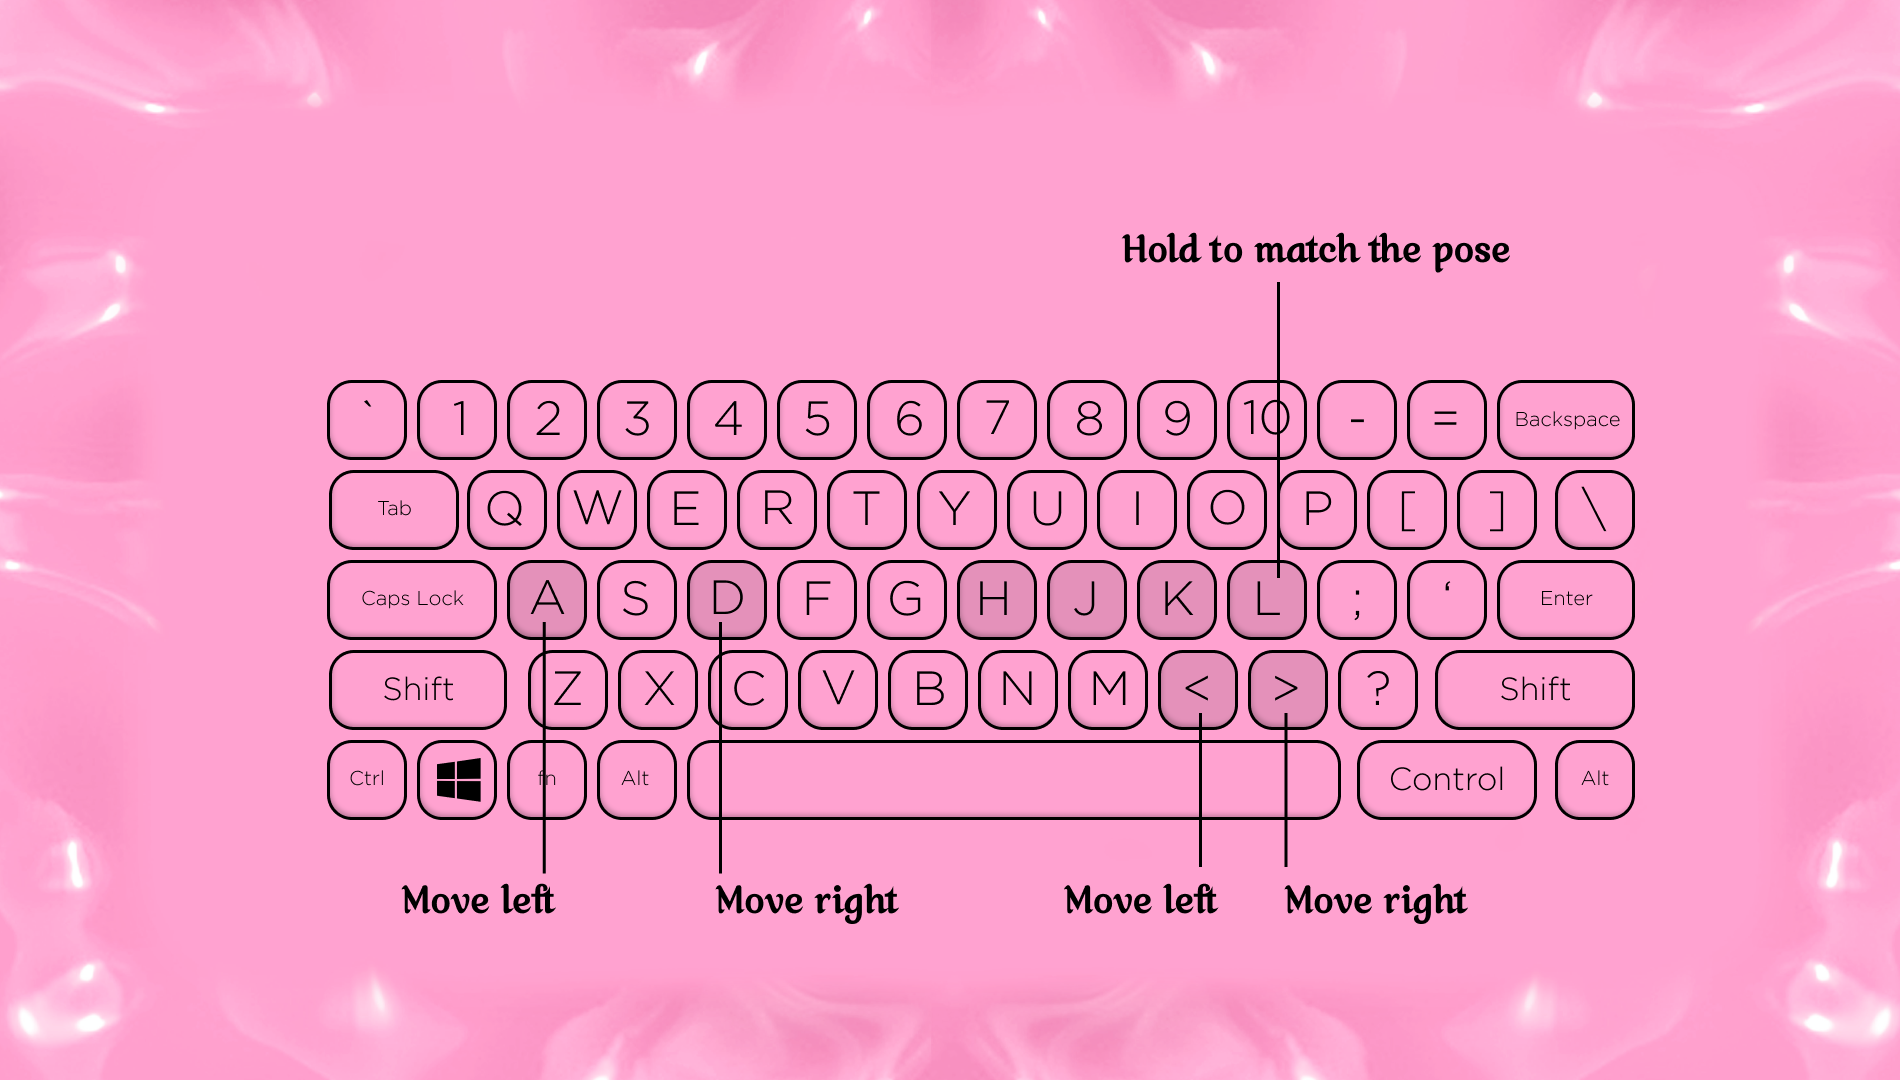 Hold to match the pose
` 1 2 3 4 5 6 7 8 9 10 - = Backspace
Tab Q W E R T Y U I O P [ ] \
Caps Lock A S D F G H J K L ; ‘ Enter
Shift Z X C V B N M < > ? Shift
Ctrl fn Alt Control Alt
Move left Move right Move left Move right